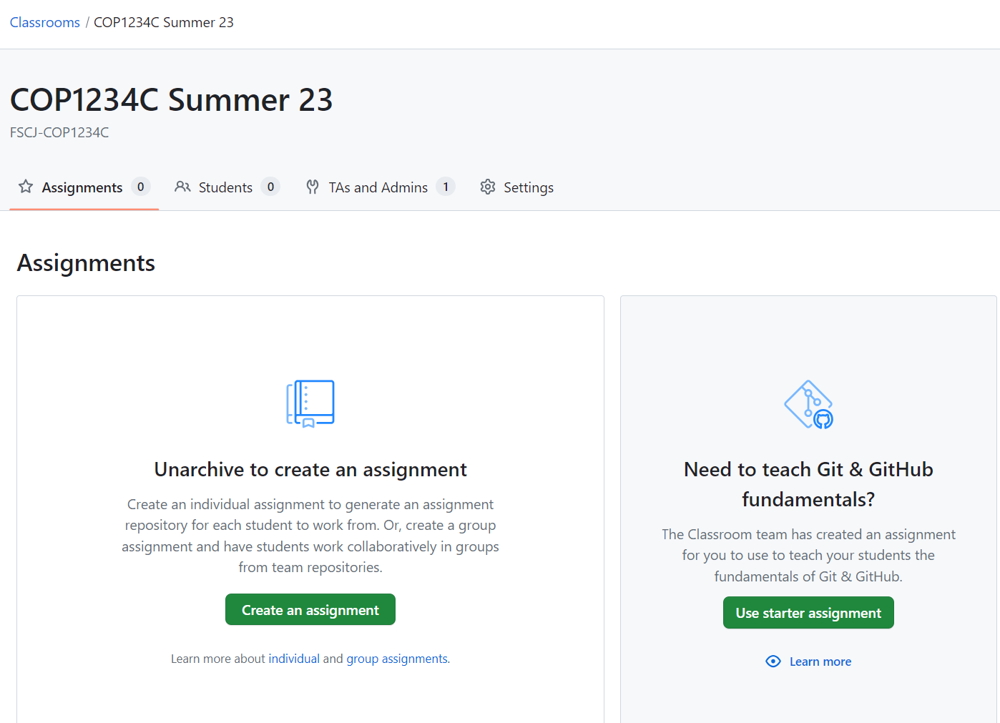 Classrooms / COP1234C Summer 23
COP1234C Summer 23
FSCJ-COP1234C
Assignments 0 Students 0 TAs and Admins 1 Settings
Assignments
Unarchive to create an assignment
Create an individual assignment to generate an assignment
repository for each student to work from. Or, create a group
assignment and have students work collaboratively in groups
from team repositories.
Create an assignment
Learn more about individual and group assignments.
Need to teach Git & GitHub
fundamentals?
The Classroom team has created an assignment
for you to use to teach your students the
fundamentals of Git & GitHub.
Use starter assignment
Learn more